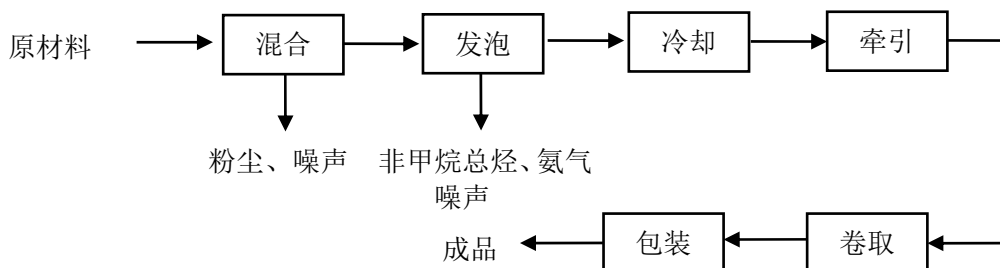 原材料
混合
发泡
冷却
牵引
粉尘、噪声
非甲烷总烃、氨气
噪声
成品
包装
卷取